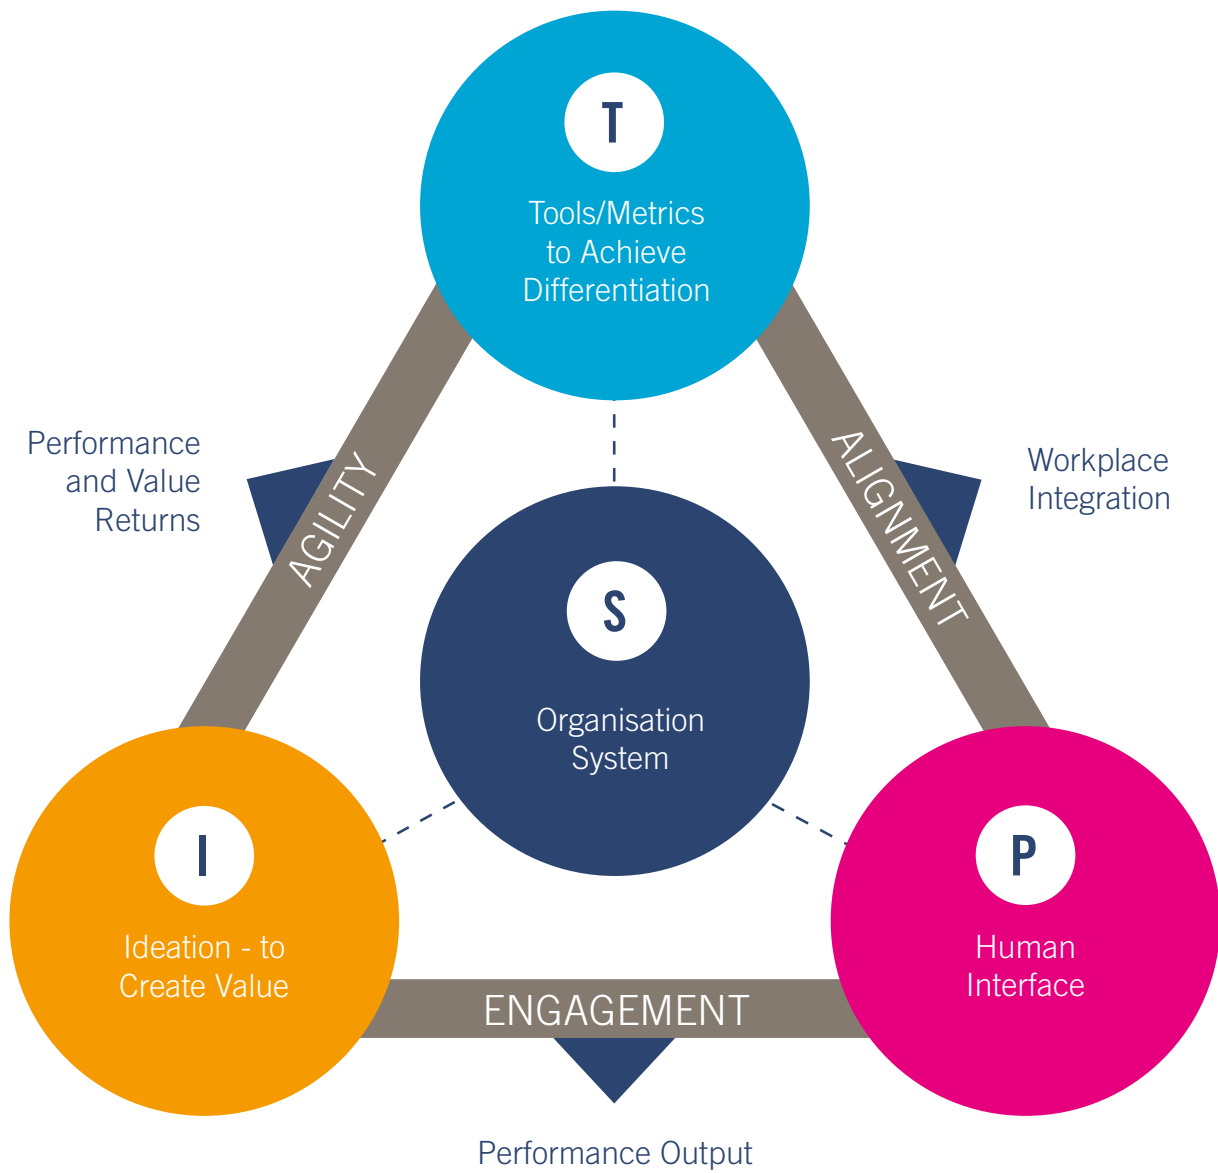 T
Tools/Metrics
to Achieve
Differentiation
Performance
and Value
Returns
AGILITY
ALIGNMENT
Workplace
Integration
S
Organisation
System
I
Ideation - to
Create Value
P
Human
Interface
ENGAGEMENT
Performance Output